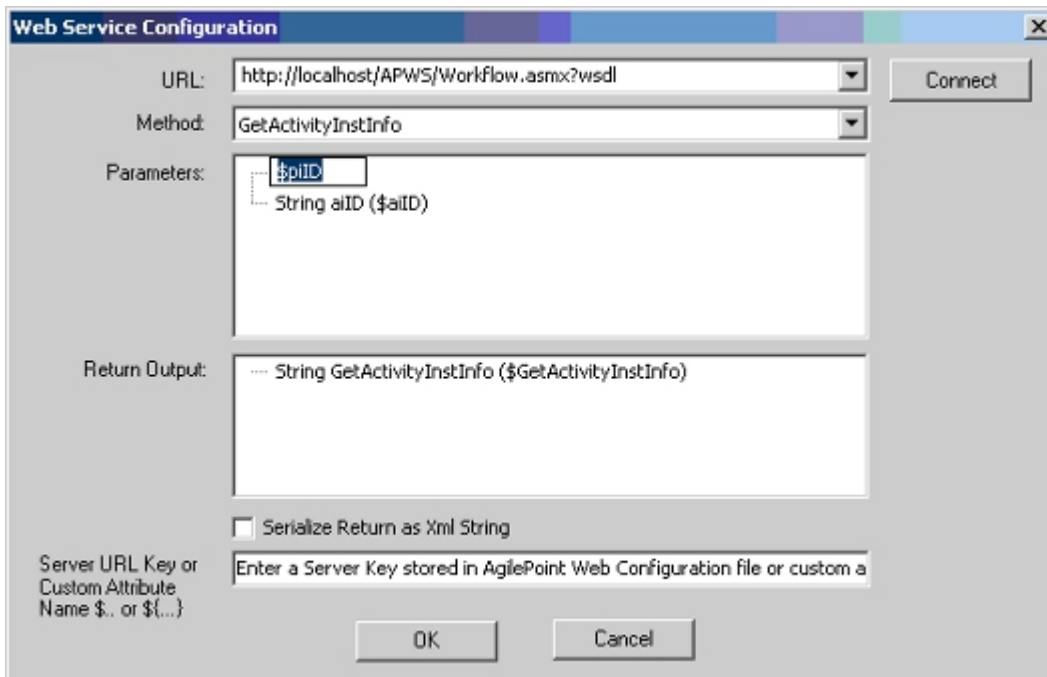 Web Service Configuration
URL: http://localhost/APWS/Workflow.asmx?wsdl Connect
Method: GetActivityInstInfo
Parameters: $piID
String aiID ($aiID)
Return Output: String GetActivityInstInfo ($GetActivityInstInfo)
Serialize Return as Xml String
Server URL Key or
Custom Attribute
Name $.. or ${...}
Enter a Server Key stored in AgilePoint Web Configuration file or custom a
OK Cancel